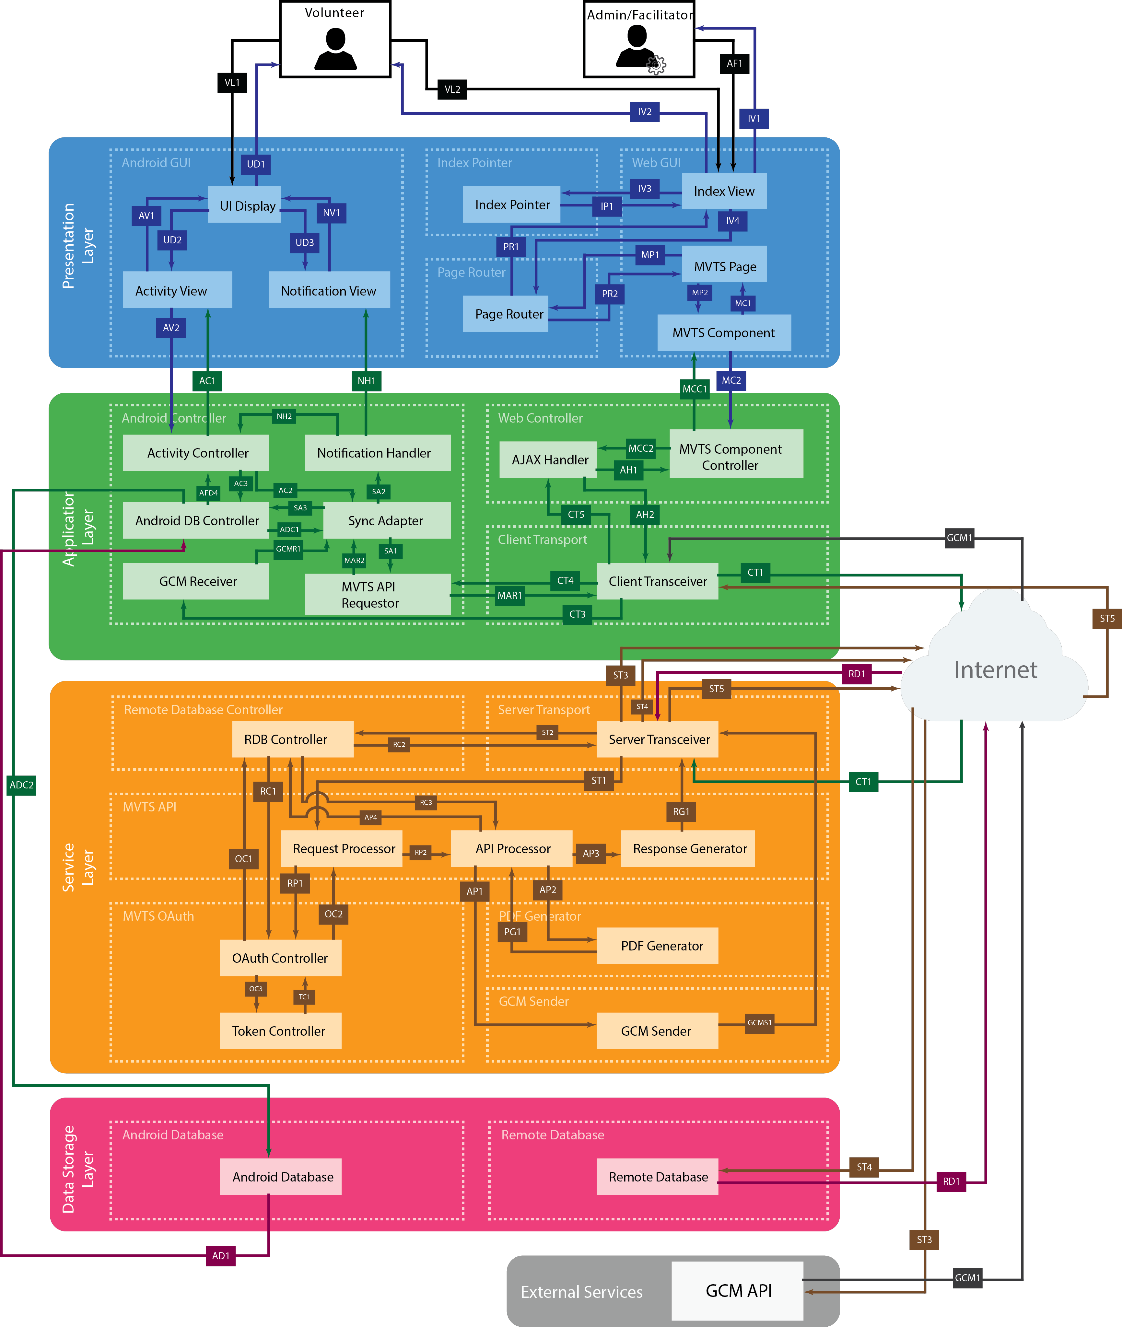 Volunteer
Admin/Facilitator
VL1
VL2
AF1
IV2
IV1
Presentation
Layer
Android GUI
UD1
Index Pointer
Web GUI
UI Display
AV1
NV1
UD2
UD3
Index Pointer
IV3
IP1
Index View
IV4
PR1
MP1
Page Router
MVTS Page
PR2
MP2
MC1
Activity View
Notification View
Page Router
MVTS Component
AV2
AC1
NH1
MCC1
MC2
Application
Layer
Android Controller
NH2
Web Controller
Activity Controller
Notification Handler
AJAX Handler
MCC2
AH1
MVTS Component
Controller
AFD4
AC3
AC2
SA2
SA3
Android DB Controller
ADC1
Sync Adapter
CT5
AH2
Client Transport
GCMR1
MAR2
SA1
GCM1
GCM Receiver
MVTS API
Requestor
CT4
MAR1
CT3
Client Transceiver
CT1
ST5
Internet
ST3
RD1
ST4
ST5
Remote Database Controller
Server Transport
RDB Controller
ST2
RG2
Server Transceiver
ADC2
RC1
ST1
CT1
Service
Layer
MVTS API
RG3
AP4
RG1
Request Processor
RP2
API Processor
AP3
Response Generator
OC1
RP1
AP1
AP2
OC2
MVTS OAuth
PDF Generator
PG1
OAuth Controller
PDF Generator
OC3
TC1
GCM Sender
Token Controller
GCM Sender
GCMS1
Data Storage
Layer
Android Database
Remote Database
Android Database
Remote Database
ST4
RD1
AD1
ST3
External Services
GCM API
GCM1